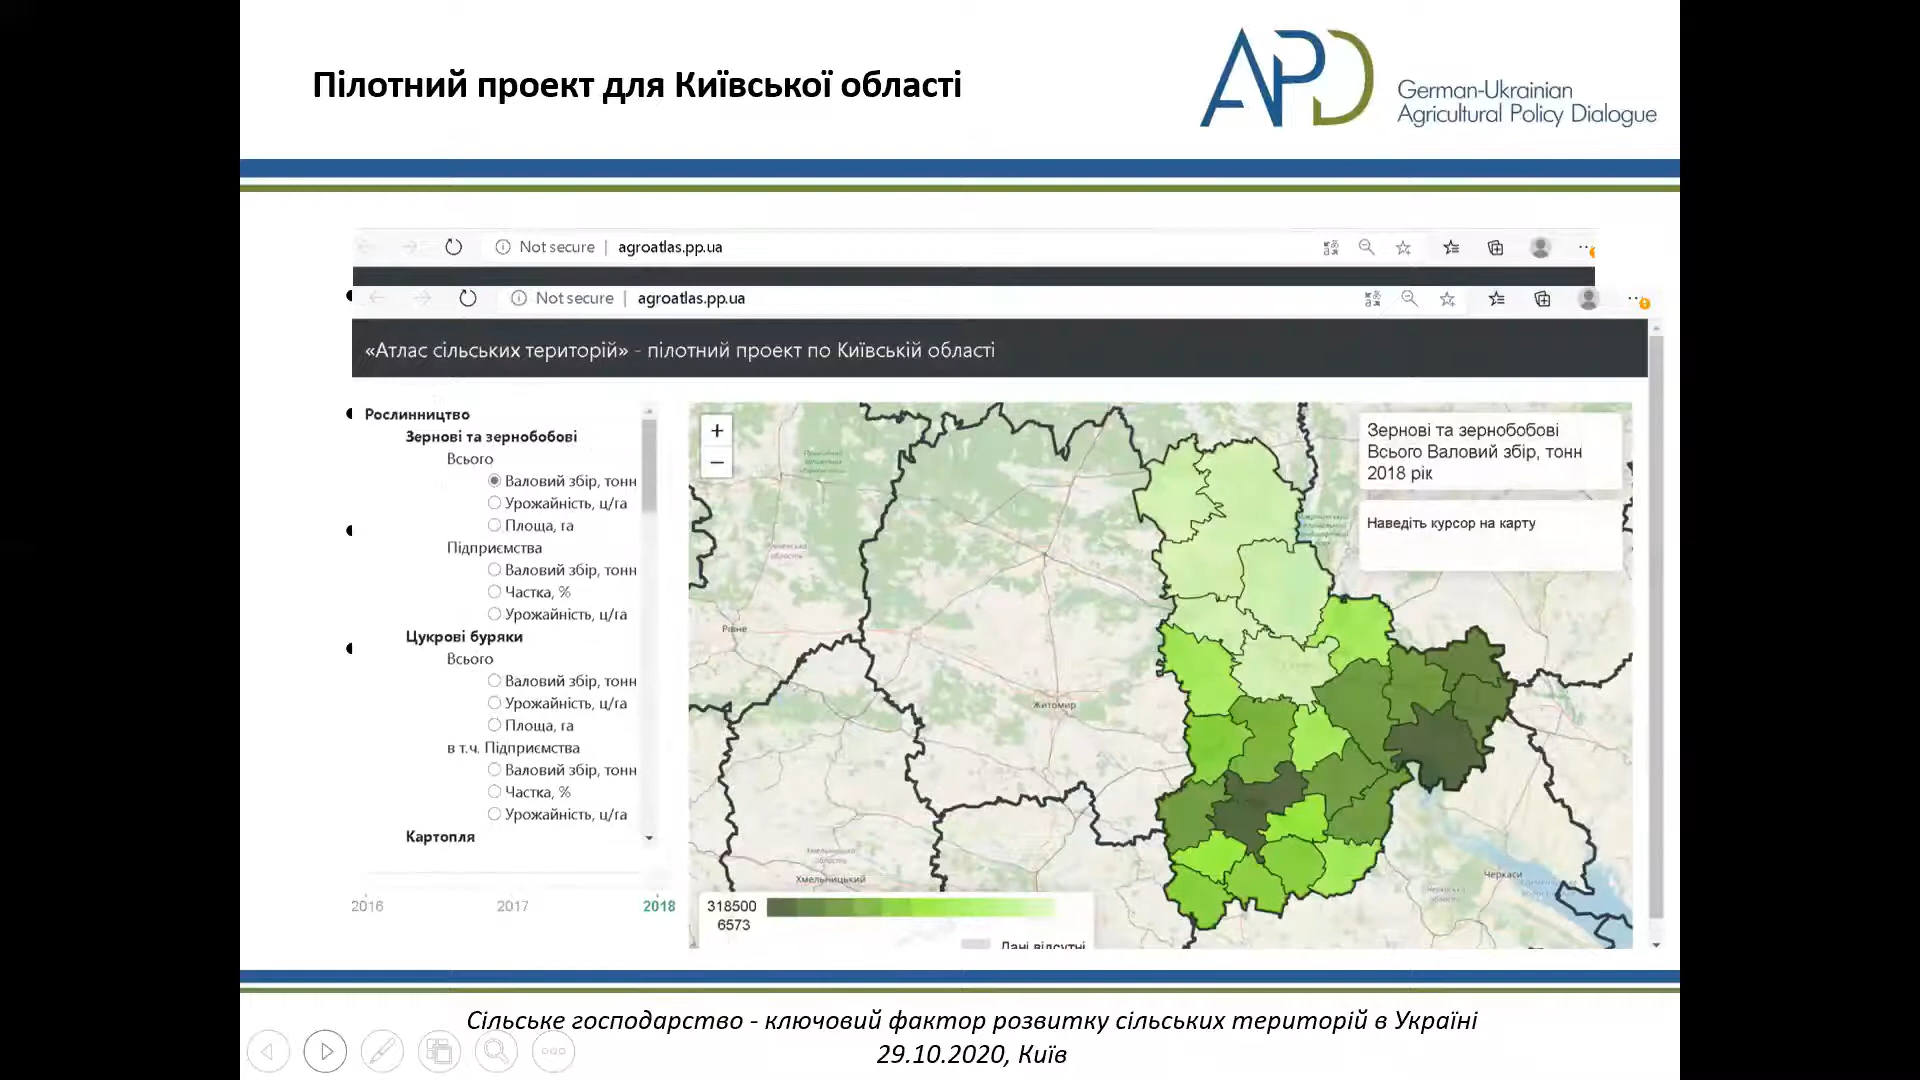 Пілотний проект для Київської області
APD
German-Ukrainian
Agricultural Policy Dialogue
Not secure | agroatlas.pp.ua
Not secure | agroatlas.pp.ua
«Атлас сільських територій» - пілотний проект по Київській області
Рослинництво
Зернові та зернобобові
Всього
Валовий збір, тонн
Урожайність, ц/га
Площа, га
Підприємства
Валовий збір, тонн
Частка, %
Урожайність, ц/га
Цукрові буряки
Всього
Валовий збір, тонн
Урожайність, ц/га
Площа, га
в т.ч. Підприємства
Валовий збір, тонн
Частка, %
Урожайність, ц/га
Картопля
2016 2017 2018
+
−
Зернові та зернобобові
Всього Валовий збір, тонн
2018 рік
Наведіть курсор на карту
Рівне
Житомир
Хмельницька
область
Хмельницький
Черкаси
318500
6573
Дані відсутні
Сільське господарство - ключовий фактор розвитку сільських територій в Україні
29.10.2020, Київ